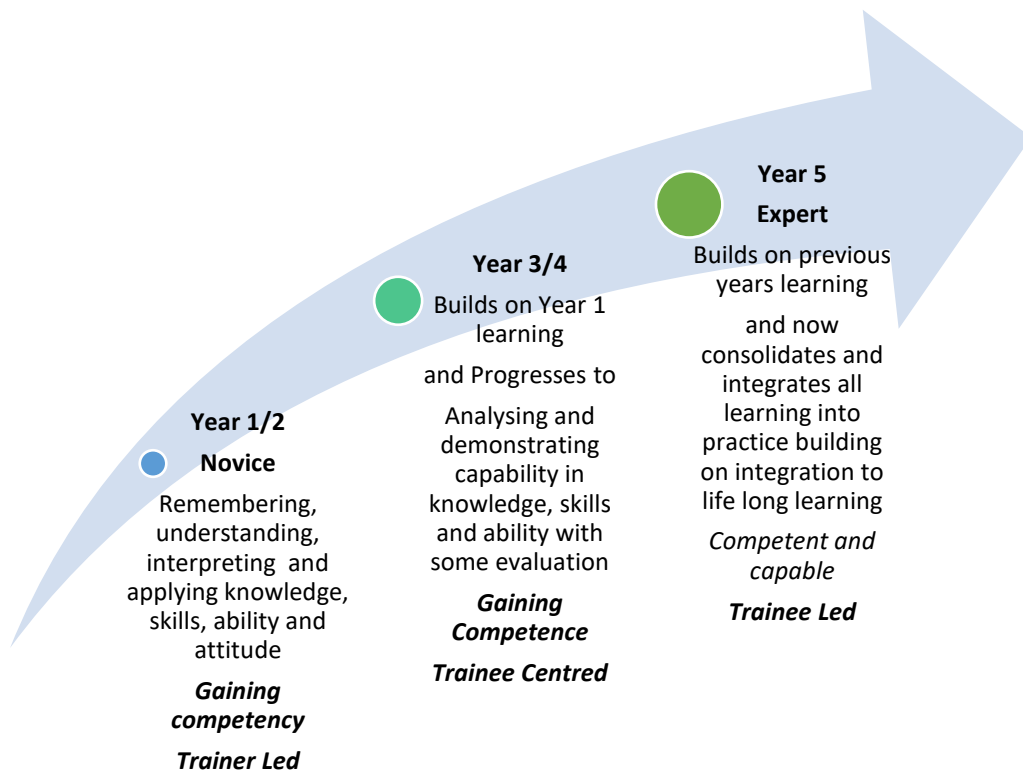 Year 1/2
Novice
Remembering,
understanding,
interpreting  and
applying knowledge,
skills, ability and
attitude
Gaining
competency
Trainer Led
Year 3/4
Builds on Year 1
learning
and Progresses to
Analysing and
demonstrating
capability in
knowledge, skills
and ability with
some evaluation
Gaining
Competence
Trainee Centred
Year 5
Expert
Builds on previous
years learning
and now
consolidates and
integrates all
learning into
practice building
on integration to
life long learning
Competent and
capable
Trainee Led